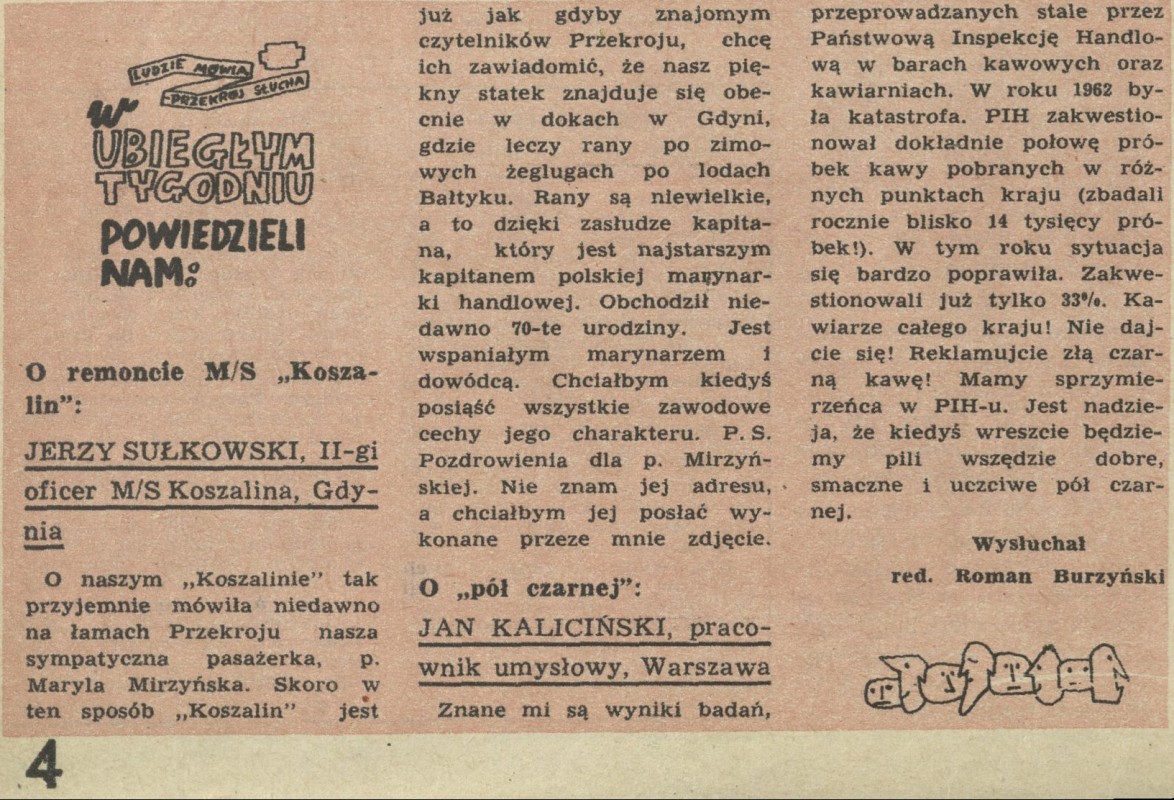 LUDZIE MÓWIĄ
PRZEKRÓJ SŁUCHA
W
UBIEGŁYM
TYGODNIU
POWIEDZIELI
NAM:
O remoncie M/S „Kosza-
lin”:
JERZY SUŁKOWSKI, II-gi
oficer M/S Koszalina, Gdy-
nia
O naszym „Koszalinie” tak
przyjemnie mówiła niedawno
na łamach Przekroju nasza
sympatyczna pasażerka, p.
Maryla Mirzyńska. Skoro w
ten sposób „Koszalin” jest
już jak gdyby znajomym
czytelników Przekroju, chcę
ich zawiadomić, że nasz pię-
kny statek znajduje się obe-
cnie w dokach w Gdyni,
gdzie leczy rany po zimo-
wych żeglugach po lodach
Bałtyku. Rany są niewielkie,
a to dzięki zasłudze kapita-
na, który jest najstarszym
kapitanem polskiej marynar-
ki handlowej. Obchodził nie-
dawno 70-te urodziny. Jest
wspaniałym marynarzem i
dowódcą. Chciałbym kiedyś
posiąść wszystkie zawodowe
cechy jego charakteru. P. S.
Pozdrowienia dla p. Mirzyń-
skiej. Nie znam jej adresu,
a chciałbym jej posłać wy-
konane przeze mnie zdjęcie.
O „pół czarnej”:
JAN KALICIŃSKI, praco-
wnik umysłowy, Warszawa
Znane mi są wyniki badań,
przeprowadzanych stale przez
Państwową Inspekcję Handlo-
wą w barach kawowych oraz
kawiarniach. W roku 1962 by-
ła katastrofa. PIH zakwestio-
nował dokładnie połowę pró-
bek kawy pobranych w róż-
nych punktach kraju (zbadali
rocznie blisko 14 tysięcy pró-
bek!). W tym roku sytuacja
się bardzo poprawiła. Zakwe-
stionowali już tylko 33%. Ka-
wiarze całego kraju! Nie daj-
cie się! Reklamujcie złą czar-
ną kawę! Mamy sprzymie-
rzeńca w PIH-u. Jest nadzie-
ja, że kiedyś wreszcie będzie-
my pili wszędzie dobre,
smaczne i uczciwe pół czar-
nej.
Wysłuchał
red. Roman Burzyński
4